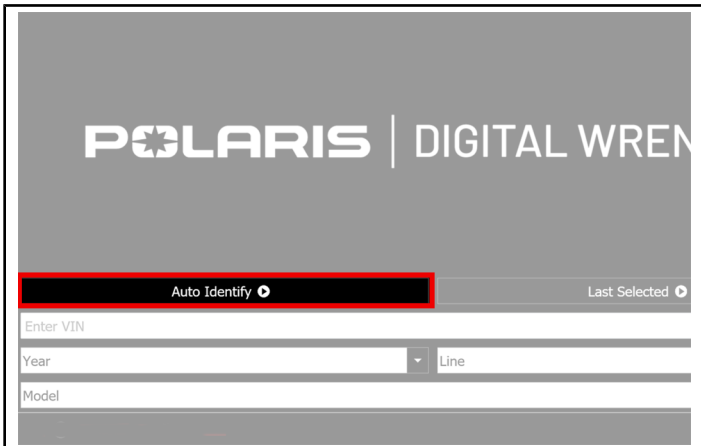 POLARIS | DIGITAL WREN
Auto Identify
Last Selected
Enter VIN
Year
Line
Model